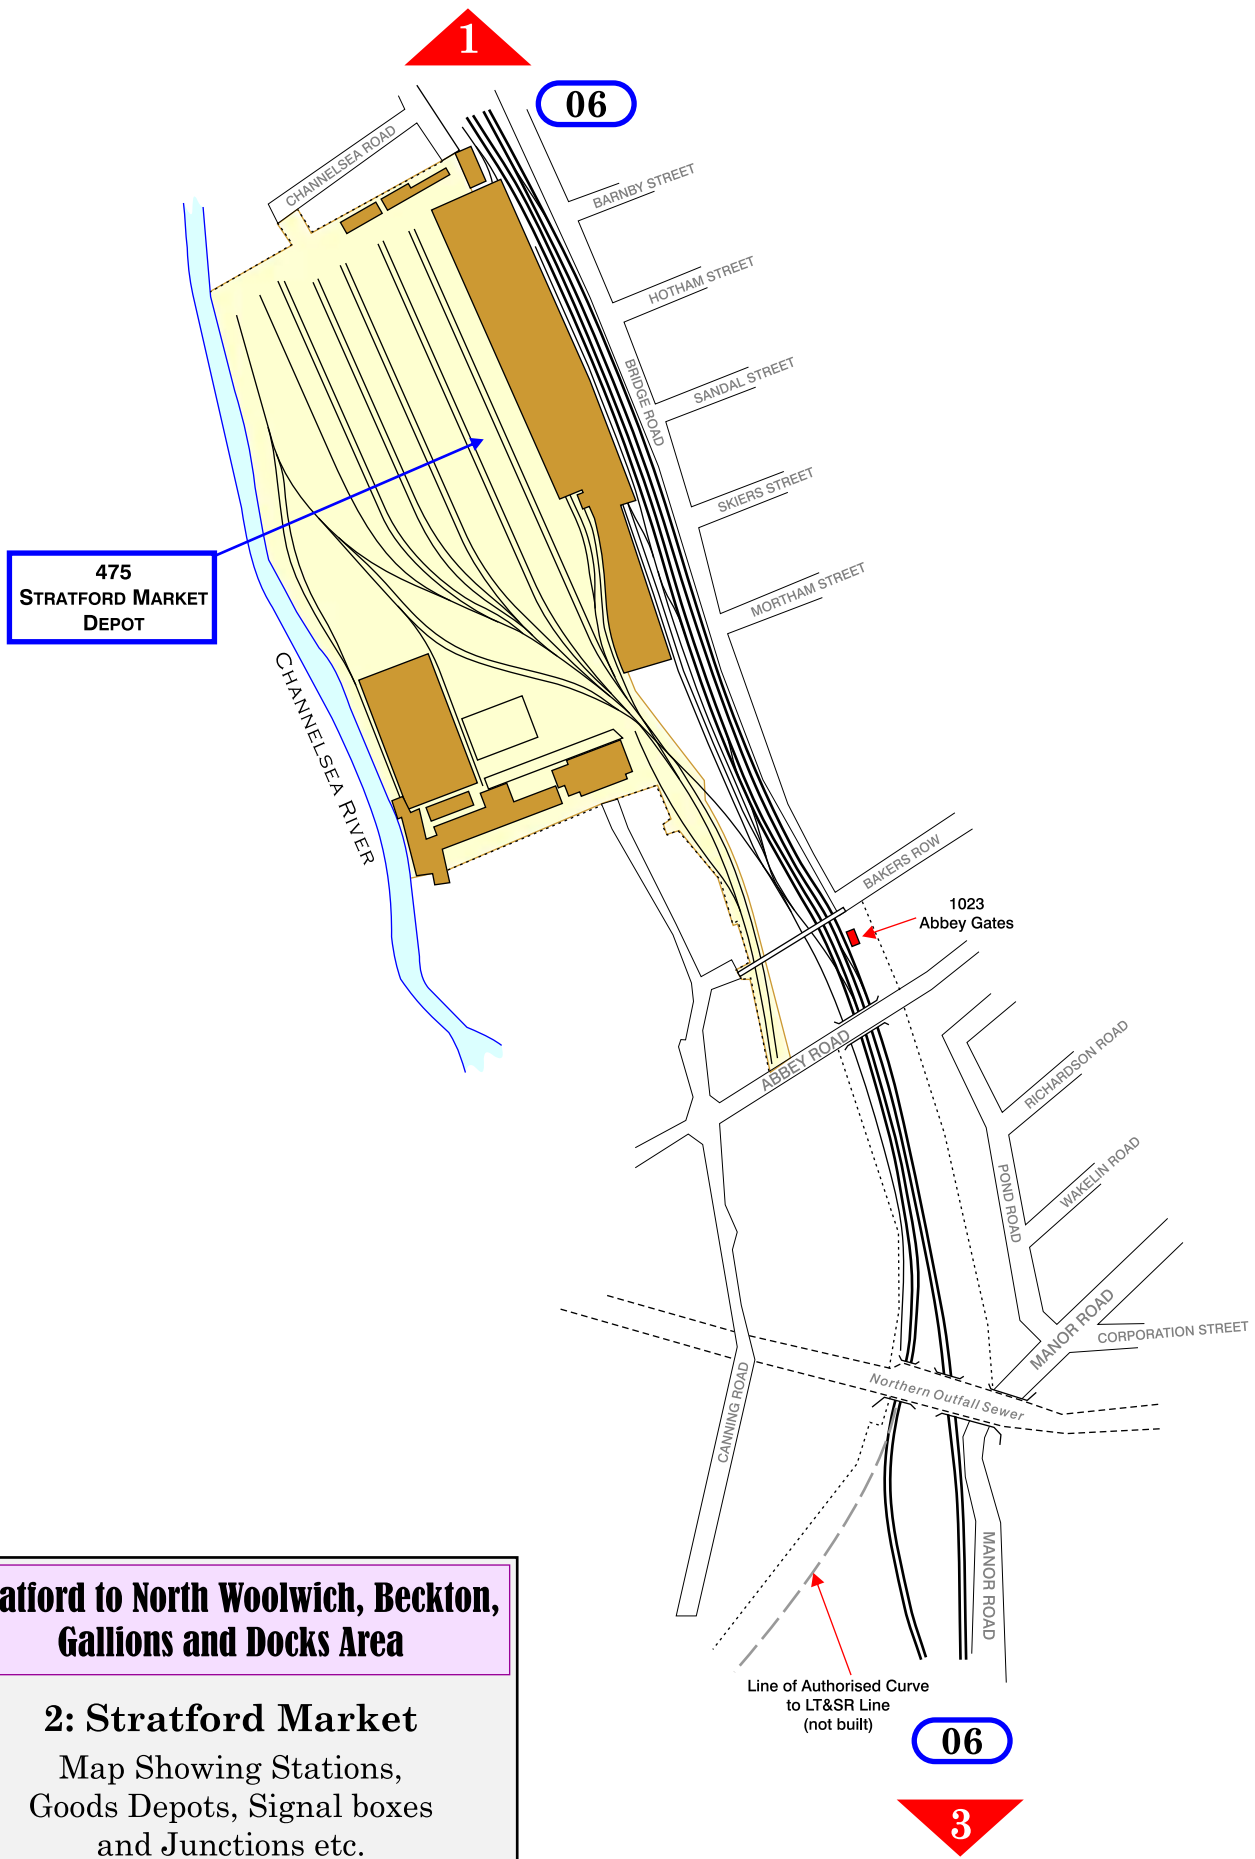 1
06
CHANNELSEA ROAD
BARNBY STREET
HOTHAM STREET
BRIDGE ROAD
SANDAL STREET
SKIERS STREET
475
STRATFORD MARKET
DEPOT
MORTHAM STREET
CHANNELSEA RIVER
BAKERS ROW
1023
Abbey Gates
ABBEY ROAD
RICHARDSON ROAD
POND ROAD
WAKELIN ROAD
MANOR ROAD
CORPORATION STREET
CANNING ROAD
Northern Outfall Sewer
MANOR ROAD
Line of Authorised Curve
to LT&SR Line
(not built)
06
3
atford to North Woolwich, Beckton,
Gallions and Docks Area
2: Stratford Market
Map Showing Stations,
Goods Depots, Signal boxes
and Junctions etc.